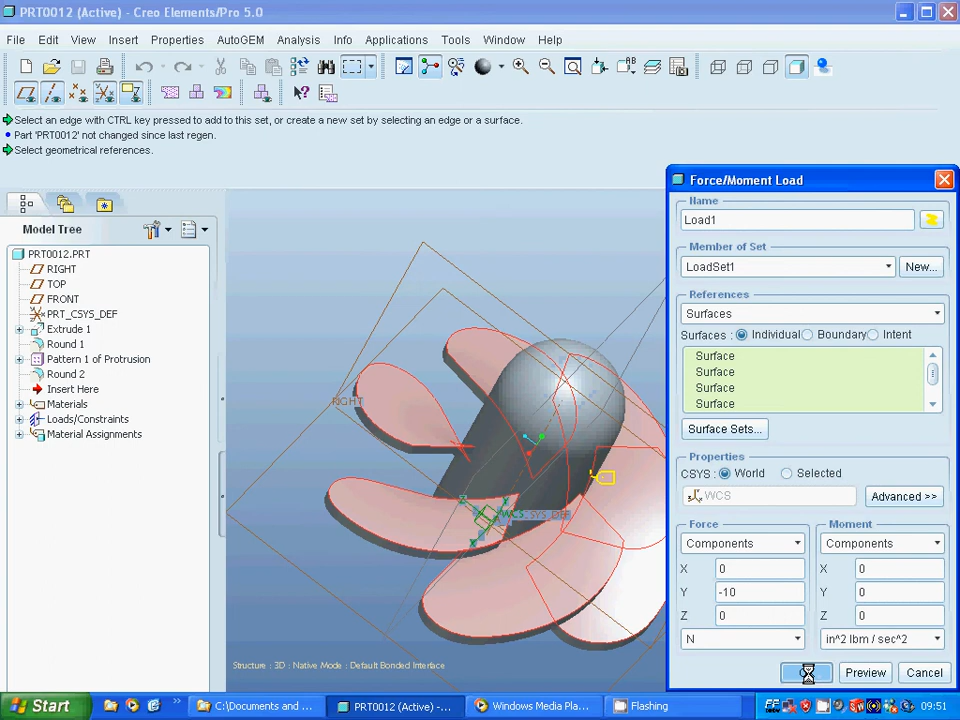 PRT0012 (Active) - Creo Elements/Pro 5.0
File Edit View Insert Properties AutoGEM Analysis Info Applications Tools Window Help
Select an edge with CTRL key pressed to add to this set, or create a new set by selecting an edge or a surface.
Part 'PRT0012' not changed since last regen.
Select geometrical references.
Model Tree
PRT0012.PRT
RIGHT
TOP
FRONT
PRT_CSYS_DEF
Extrude 1
Round 1
Pattern 1 of Protrusion
Round 2
Insert Here
Materials
Loads/Constraints
Material Assignments
RIGHT
Z
X
WCS
Structure : 3D : Native Mode : Default Bonded Interface
Force/Moment Load
Name
Load1
Member of Set
LoadSet1 New...
References
Surfaces
Surfaces : Individual Boundary Intent
Surface
Surface
Surface
Surface
Surface Sets...
Properties
CSYS: World Selected
WCS Advanced >>
Force Moment
Components Components
X 0 X 0
Y -10 Y 0
Z 0 Z 0
N in^2 lbm / sec^2
Preview Cancel
Start C:\Documents and ... PRT0012 (Active) -... Windows Media Pla... Flashing 09:51